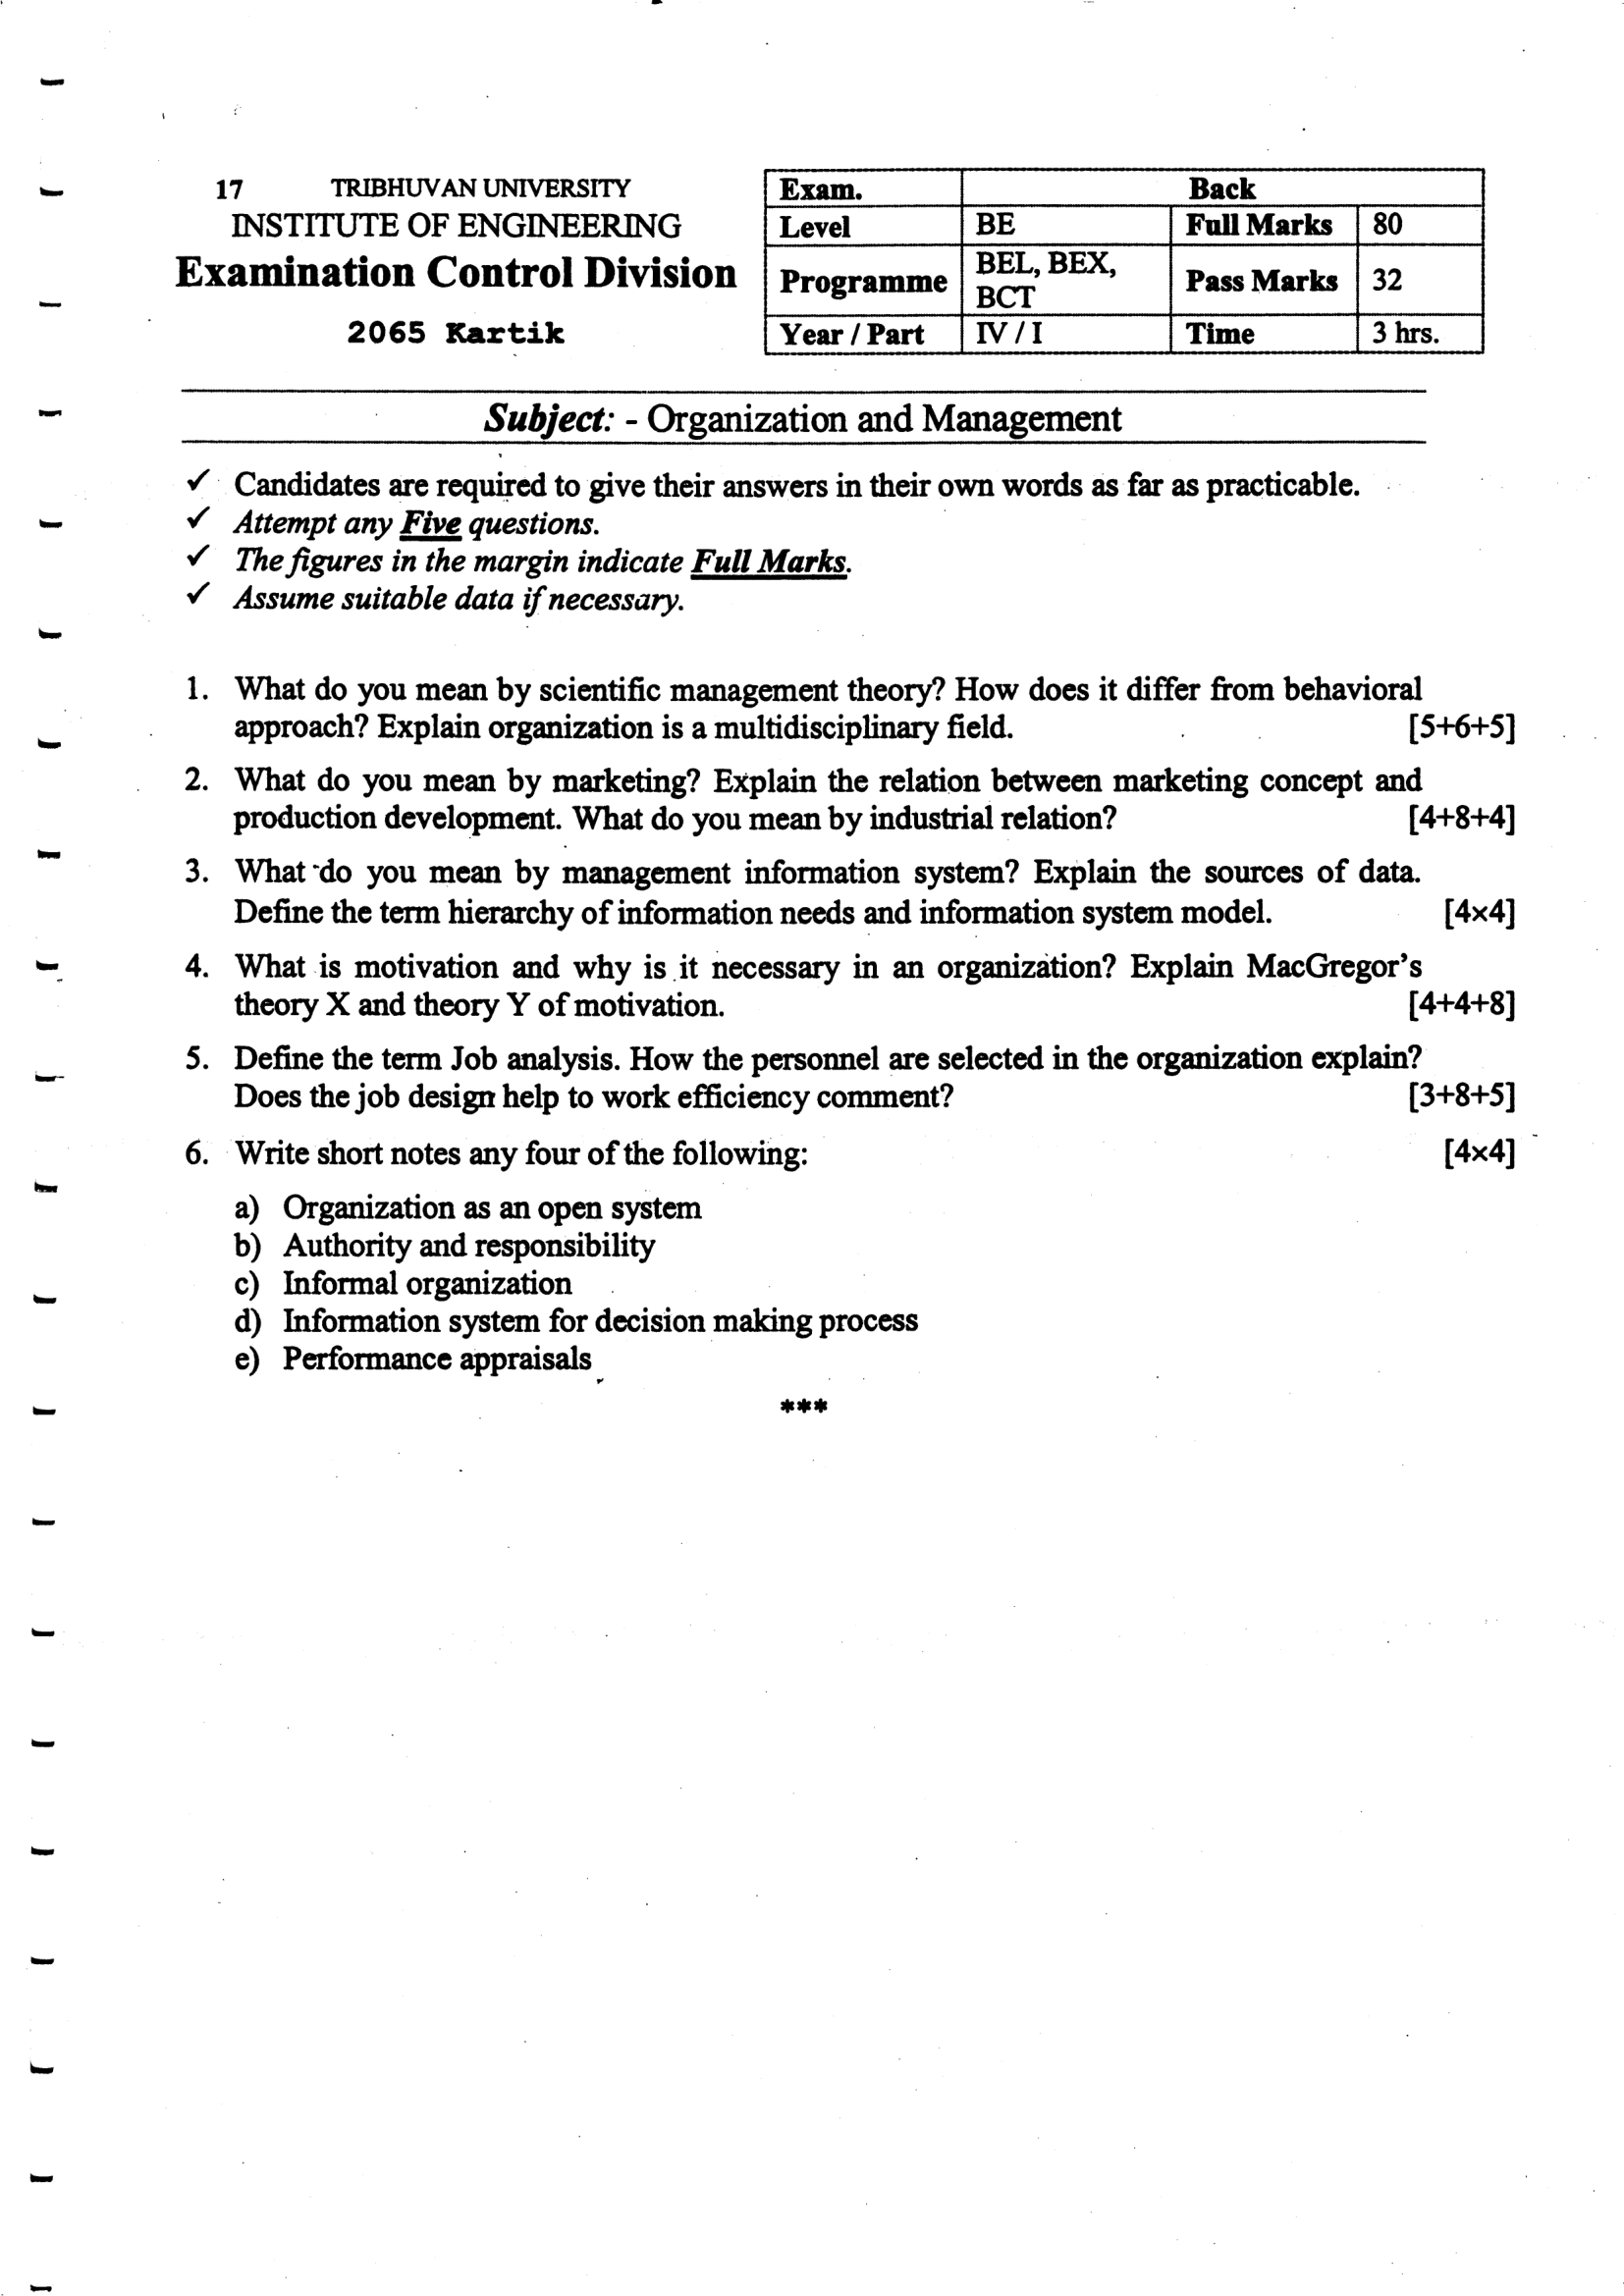 17 TRIBHUVAN UNIVERSITY
INSTITUTE OF ENGINEERING
Examination Control Division
2065 Kartik
Exam. Back
Level BE Full Marks 80
Programme BEL, BEX, BCT Pass Marks 32
Year / Part IV / I Time 3 hrs.
Subject: - Organization and Management
✓ Candidates are required to give their answers in their own words as far as practicable.
✓ Attempt any Five questions.
✓ The figures in the margin indicate Full Marks.
✓ Assume suitable data if necessary.
1. What do you mean by scientific management theory? How does it differ from behavioral
approach? Explain organization is a multidisciplinary field. [5+6+5]
2. What do you mean by marketing? Explain the relation between marketing concept and
production development. What do you mean by industrial relation? [4+8+4]
3. What do you mean by management information system? Explain the sources of data.
Define the term hierarchy of information needs and information system model. [4×4]
4. What is motivation and why is it necessary in an organization? Explain MacGregor's
theory X and theory Y of motivation. [4+4+8]
5. Define the term Job analysis. How the personnel are selected in the organization explain?
Does the job design help to work efficiency comment? [3+8+5]
6. Write short notes any four of the following: [4×4]
a) Organization as an open system
b) Authority and responsibility
c) Informal organization
d) Information system for decision making process
e) Performance appraisals
***